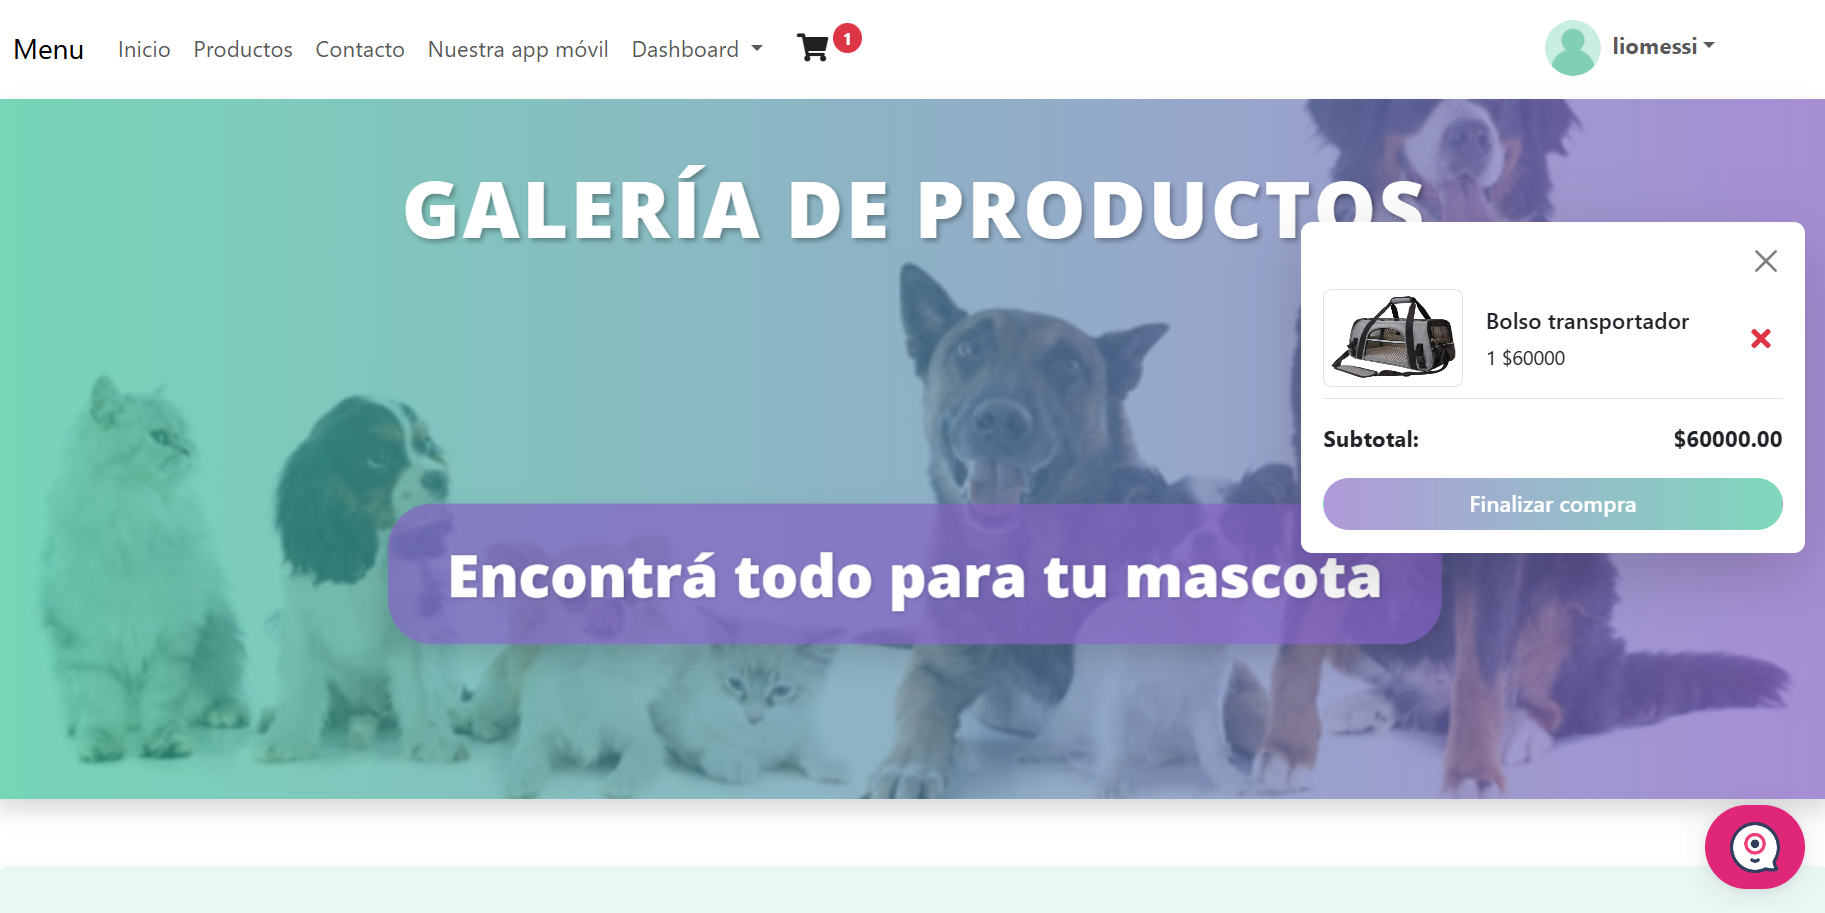 Menu Inicio Productos Contacto Nuestra app móvil Dashboard 1 liomessi
GALERÍA DE PRODUCTOS
Bolso transportador
1 $60000
Subtotal: $60000.00
Finalizar compra
Encontrá todo para tu mascota